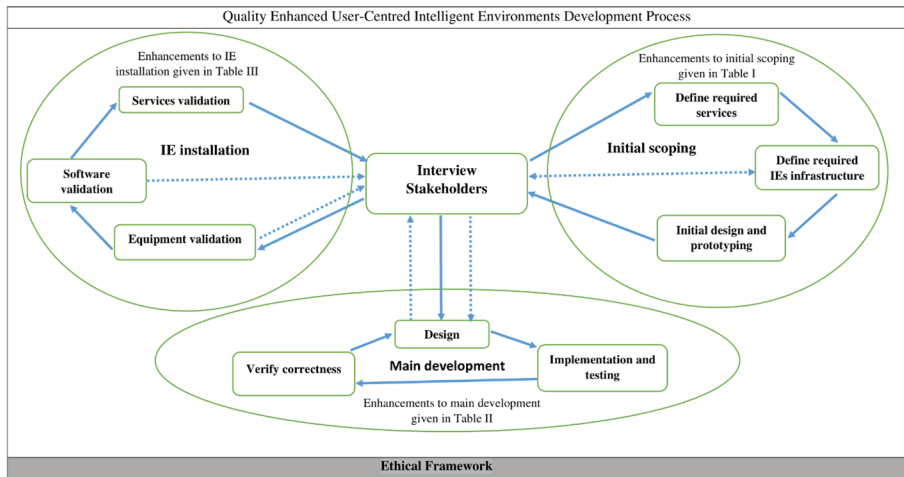 Quality Enhanced User-Centred Intelligent Environments Development Process
Enhancements to IE
installation given in Table III
Services validation
IE installation
Software
validation
Equipment validation
Interview
Stakeholders
Enhancements to initial scoping
given in Table I
Define required
services
Initial scoping
Define required
IEs infrastructure
Initial design and
prototyping
Design
Verify correctness
Main development
Implementation and
testing
Enhancements to main development
given in Table II
Ethical Framework